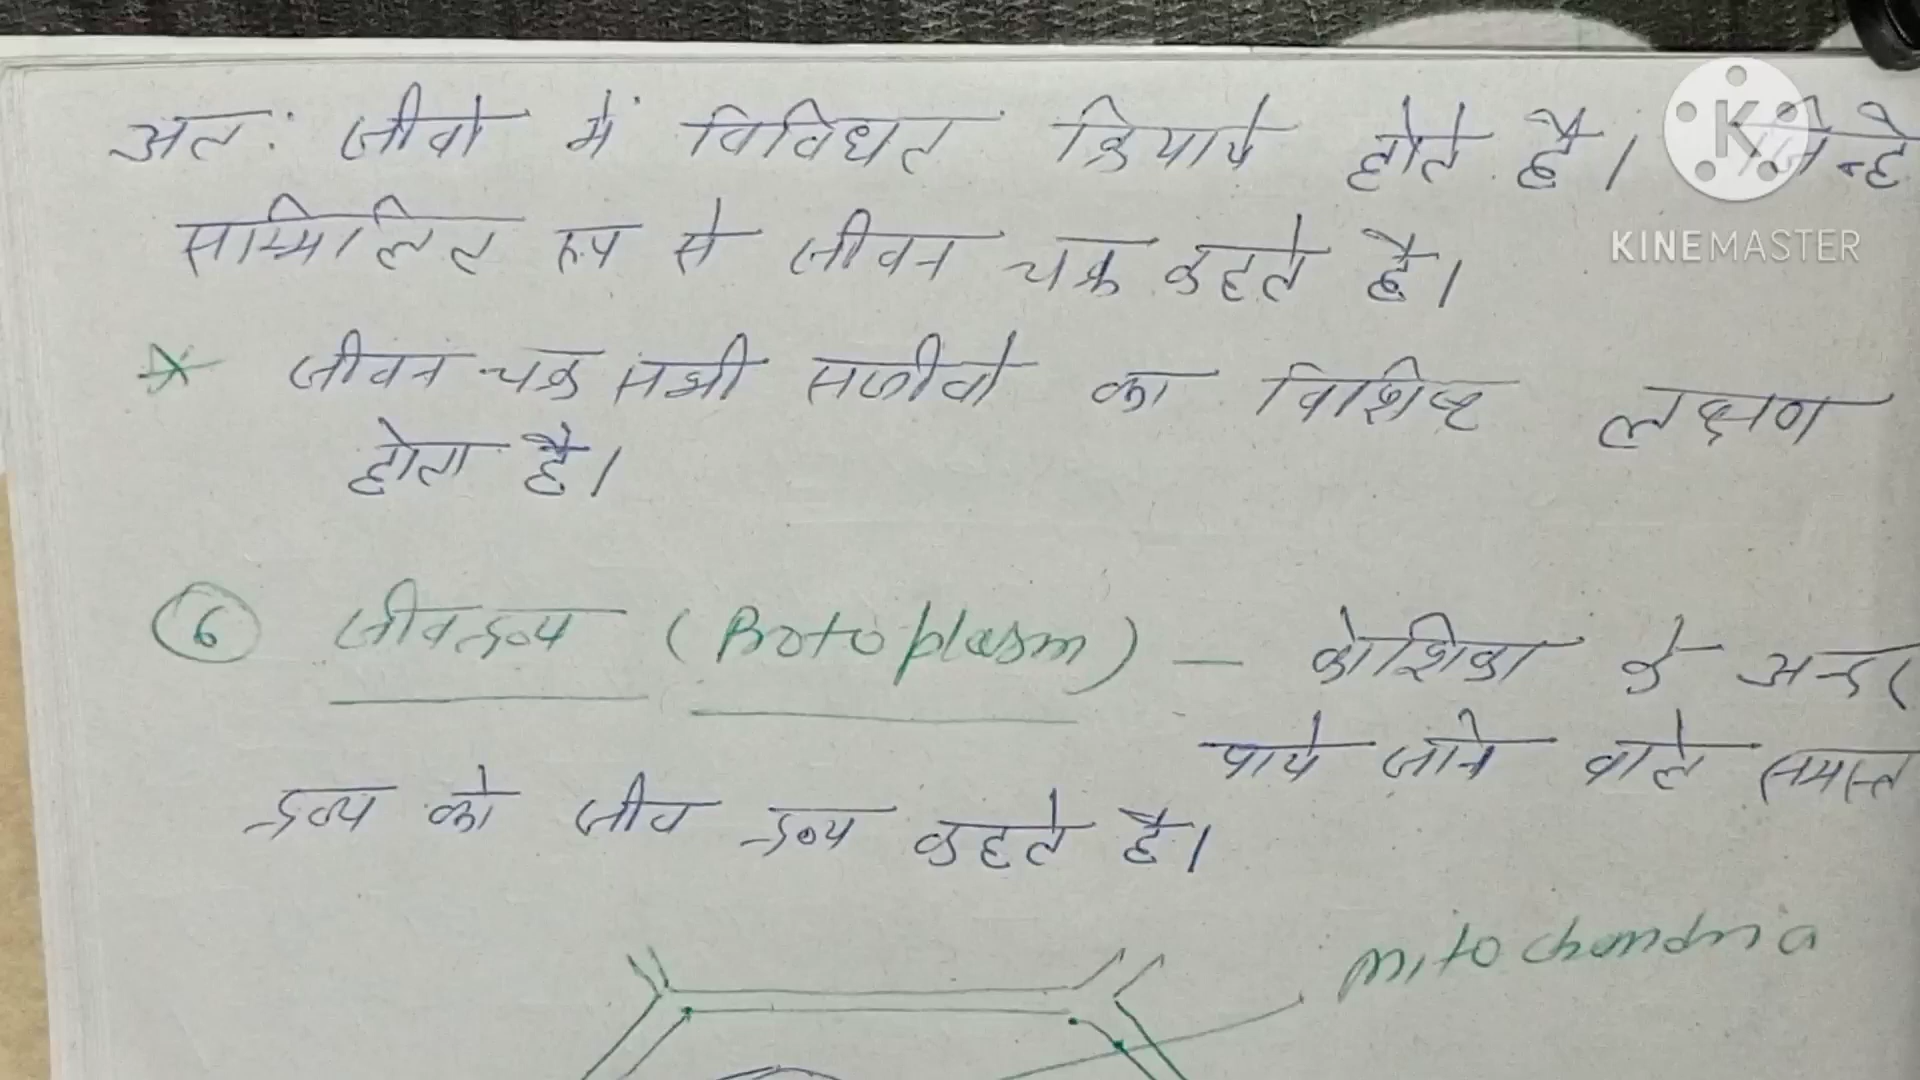 अत: जीवो में विविधत क्रियाये होते है। जिन्हे
सम्मिलित रूप से जीवन चक्र कहते है।
KINEMASTER
* जीवन चक्र सभी सजीवो का विशिष्ट लक्षण
होता है।
6 जीवद्रव्य (Protoplasm) — कोशिका के अन्दर
पाये जाने वाले समस्त
द्रव्य को जीव द्रव्य कहते है।
Mitochondria